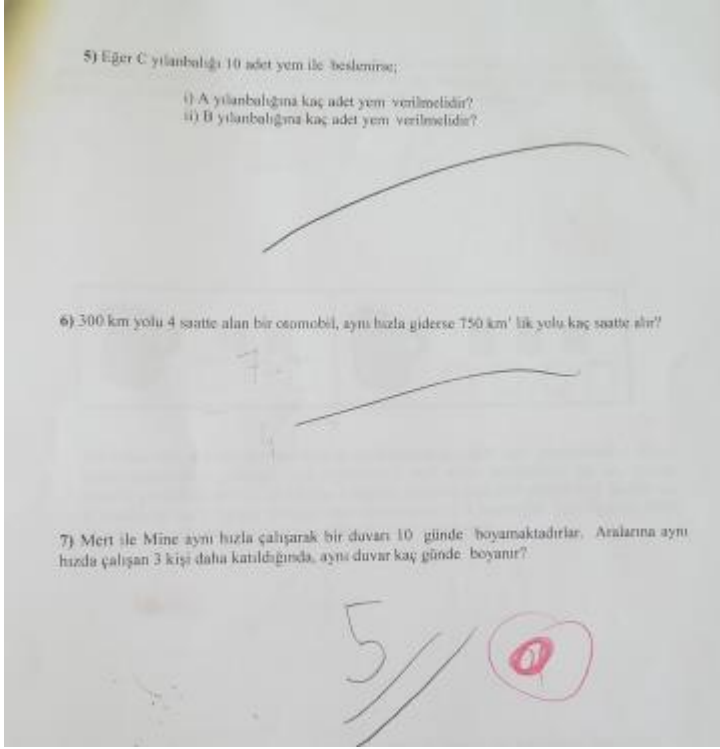 5) Eğer C yılanbalığı 10 adet yem ile beslenirse;
i) A yılanbalığına kaç adet yem verilmelidir?
ii) B yılanbalığına kaç adet yem verilmelidir?
6) 300 km yolu 4 saatte alan bir otomobil, aynı hızla giderse 750 km' lik yolu kaç saatte alır?
7
7) Mert ile Mine aynı hızla çalışarak bir duvarı 10 günde boyamaktadırlar. Aralarına aynı
hızda çalışan 3 kişi daha katıldığında, aynı duvar kaç günde boyanır?
5